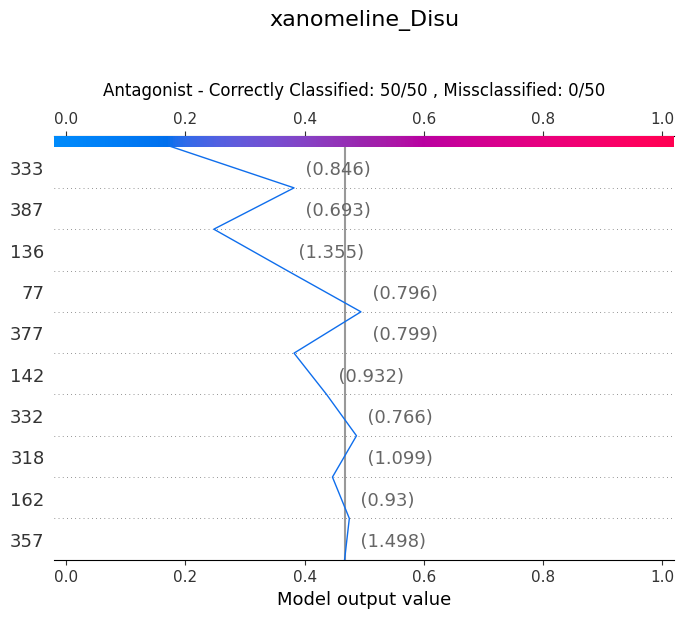 xanomeline_Disu
Antagonist - Correctly Classified: 50/50 , Missclassified: 0/50
0.0 0.2 0.4 0.6 0.8 1.0
333 (0.846)
387 (0.693)
136 (1.355)
77 (0.796)
377 (0.799)
142 (0.932)
332 (0.766)
318 (1.099)
162 (0.93)
357 (1.498)
0.0 0.2 0.4 0.6 0.8 1.0
Model output value